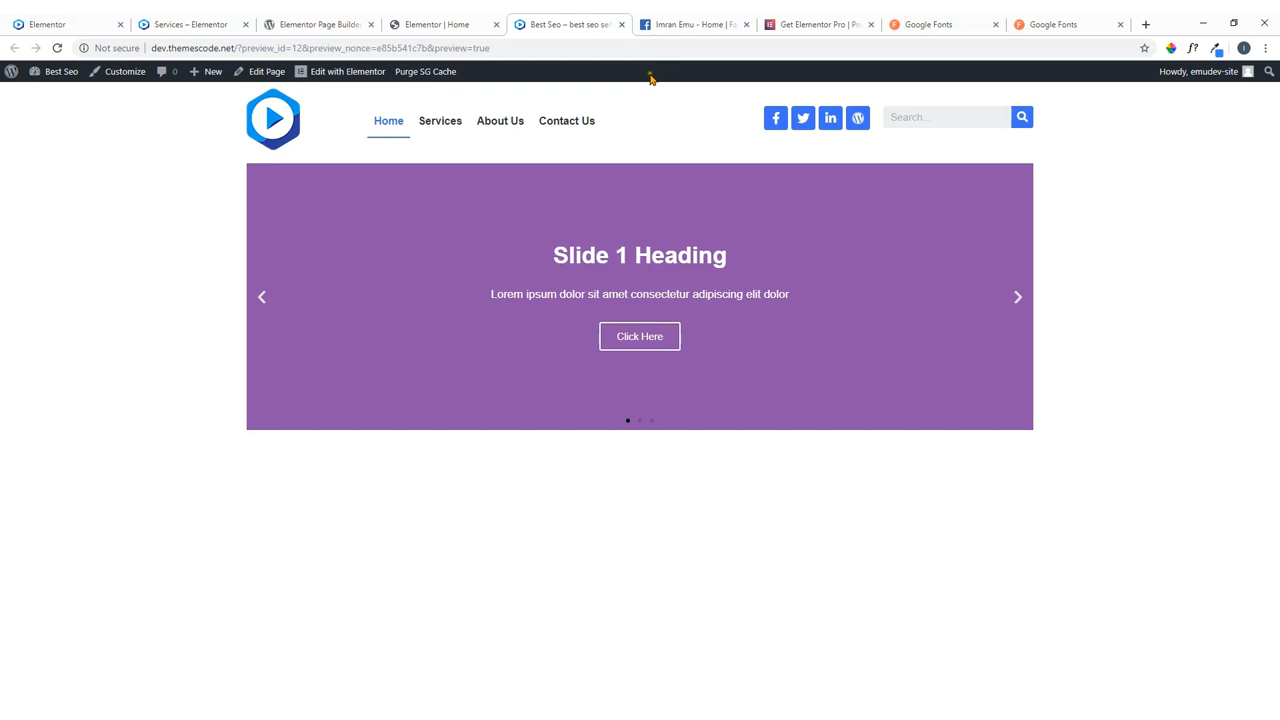 Elementor
Services – Elementor
Elementor Page Builder
Elementor | Home
Best Seo – best seo ser
Imran Emu - Home | Fa
Get Elementor Pro | Pr
Google Fonts
Google Fonts
Not secure
dev.themescode.net/?preview_id=12&preview_nonce=e85b541c7b&preview=true
f?
I
Best Seo
Customize
0
New
Edit Page
Edit with Elementor
Purge SG Cache
Howdy, emudev-site
Home
Services
About Us
Contact Us
Search...
Slide 1 Heading
Lorem ipsum dolor sit amet consectetur adipiscing elit dolor
Click Here